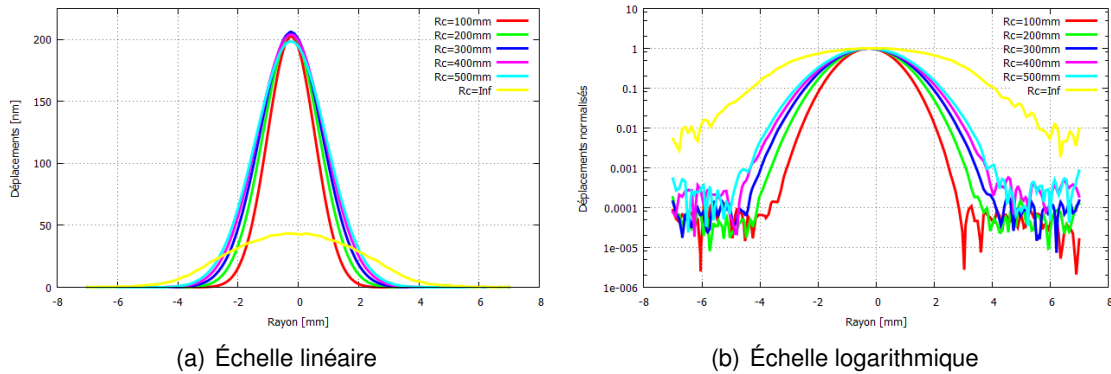 200
150
100
50
0
Déplacements [nm]
Rc=100mm
Rc=200mm
Rc=300mm
Rc=400mm
Rc=500mm
Rc=Inf
-8 -6 -4 -2 0 2 4 6 8
Rayon [mm]
(a) Échelle linéaire
10
1
0.1
0.01
0.001
0.0001
1e-005
1e-006
Déplacements normalisés
Rc=100mm
Rc=200mm
Rc=300mm
Rc=400mm
Rc=500mm
Rc=Inf
-8 -6 -4 -2 0 2 4 6 8
Rayon [mm]
(b) Échelle logarithmique